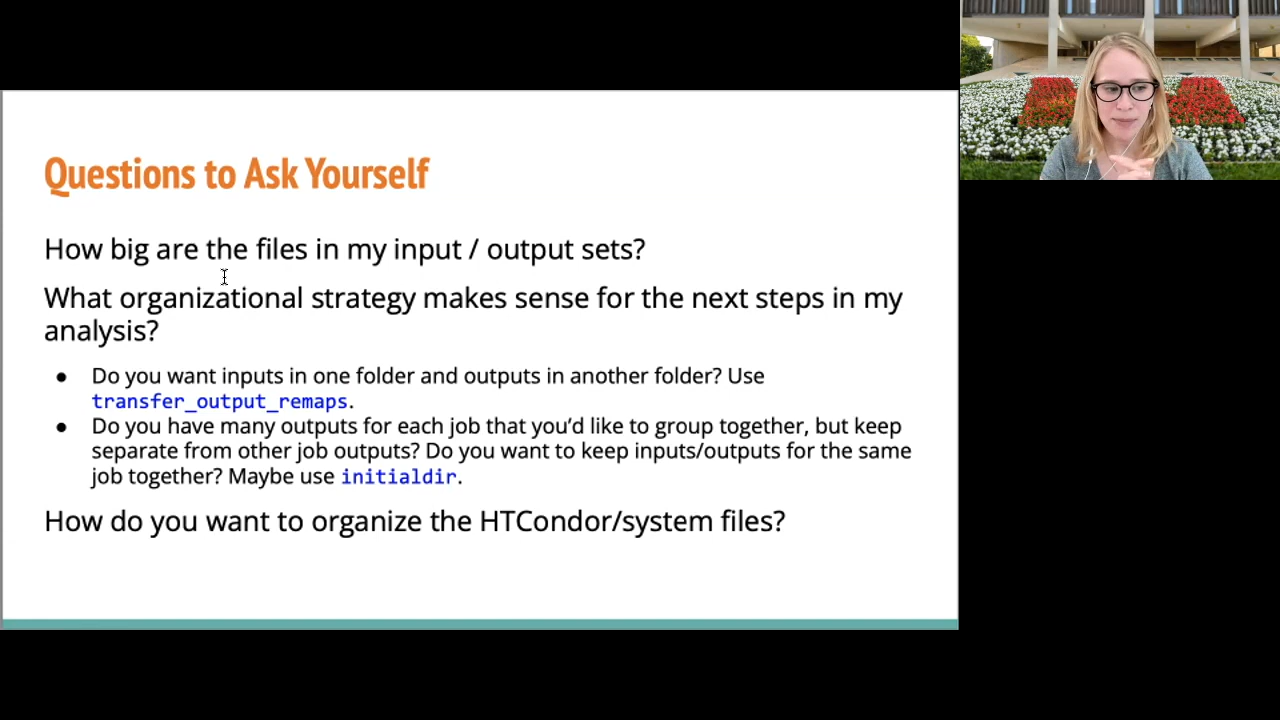 Questions to Ask Yourself
How big are the files in my input / output sets?
What organizational strategy makes sense for the next steps in my
analysis?
● Do you want inputs in one folder and outputs in another folder? Use
transfer_output_remaps.
● Do you have many outputs for each job that you’d like to group together, but keep
separate from other job outputs? Do you want to keep inputs/outputs for the same
job together? Maybe use initialdir.
How do you want to organize the HTCondor/system files?